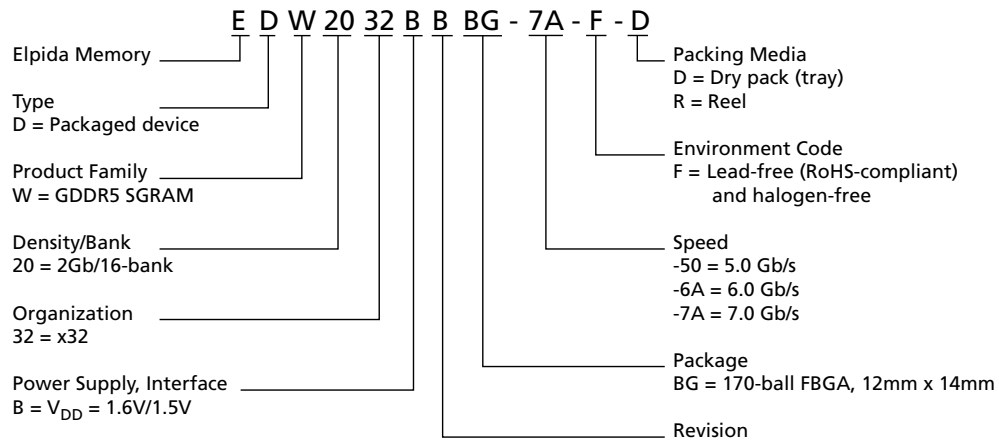 E D W 20 32 B B BG - 7A - F - D
Elpida Memory
Type
D = Packaged device
Product Family
W = GDDR5 SGRAM
Density/Bank
20 = 2Gb/16-bank
Organization
32 = x32
Power Supply, Interface
B = VDD = 1.6V/1.5V
Packing Media
D = Dry pack (tray)
R = Reel
Environment Code
F = Lead-free (RoHS-compliant)
and halogen-free
Speed
-50 = 5.0 Gb/s
-6A = 6.0 Gb/s
-7A = 7.0 Gb/s
Package
BG = 170-ball FBGA, 12mm x 14mm
Revision